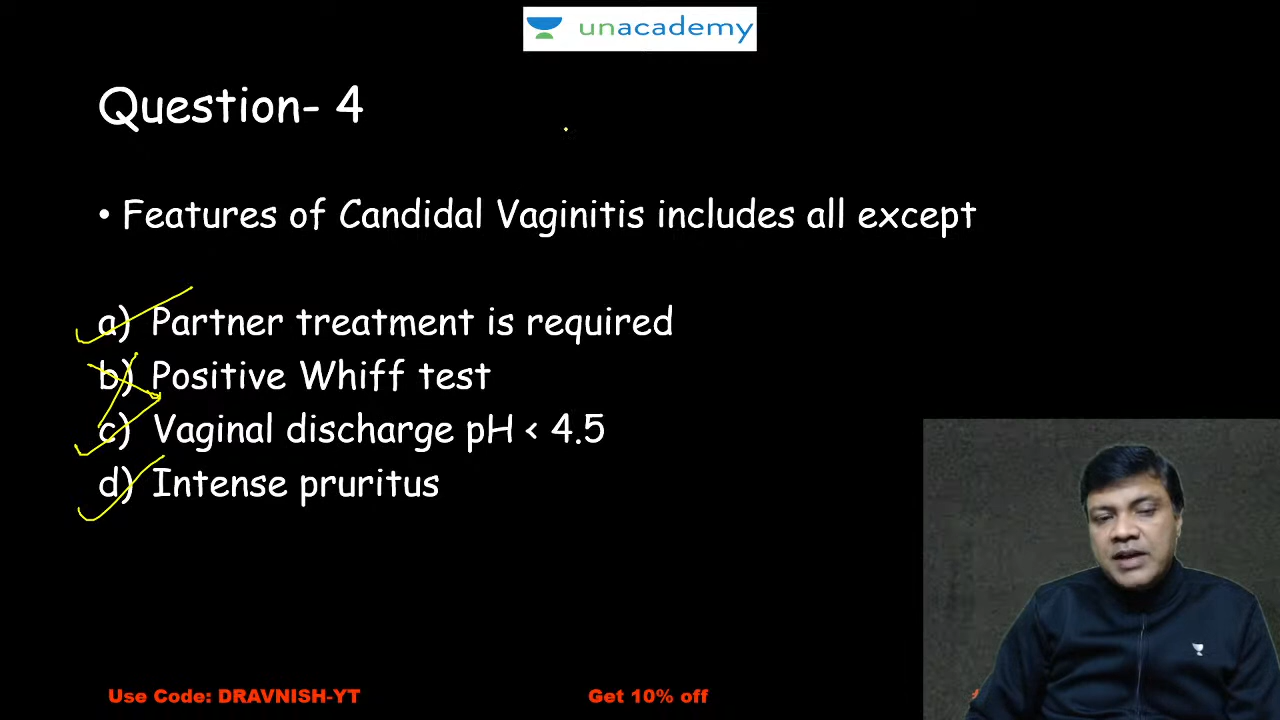 unacademy
Question- 4
• Features of Candidal Vaginitis includes all except
a) Partner treatment is required
b) Positive Whiff test
c) Vaginal discharge pH < 4.5
d) Intense pruritus
Use Code: DRAVNISH-YT Get 10% off